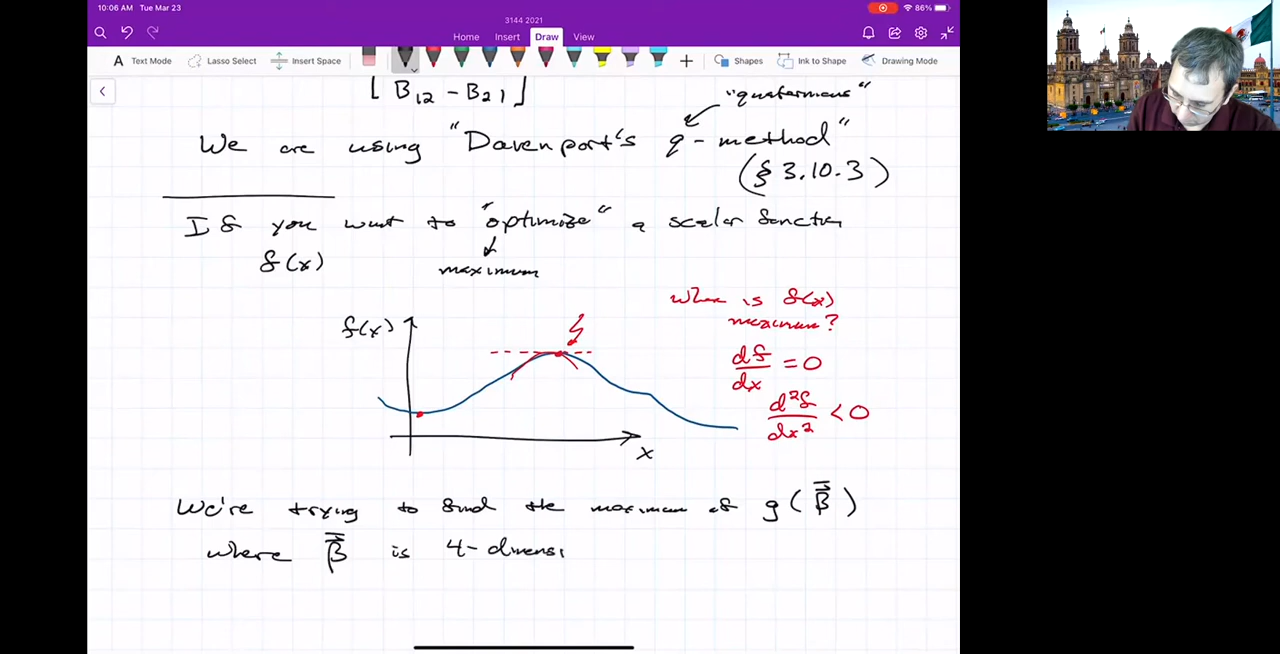 10:06 AM Tue Mar 23
86%
3144 2021
Home Insert Draw View
Text Mode Lasso Select Insert Space Shapes Ink to Shape Drawing Mode
[ B12 - B21 ]
"quaternions"
We are using "Davenport's q-method"
(§ 3.10.3)
If you want to "optimize" a scalar function
f(x)
maximum
When is f(x)
maximum?
f(x)
df/dx = 0
d²f/dx² < 0
x
We're trying to find the maximum of g(β⃗)
where β⃗ is 4-dimensi